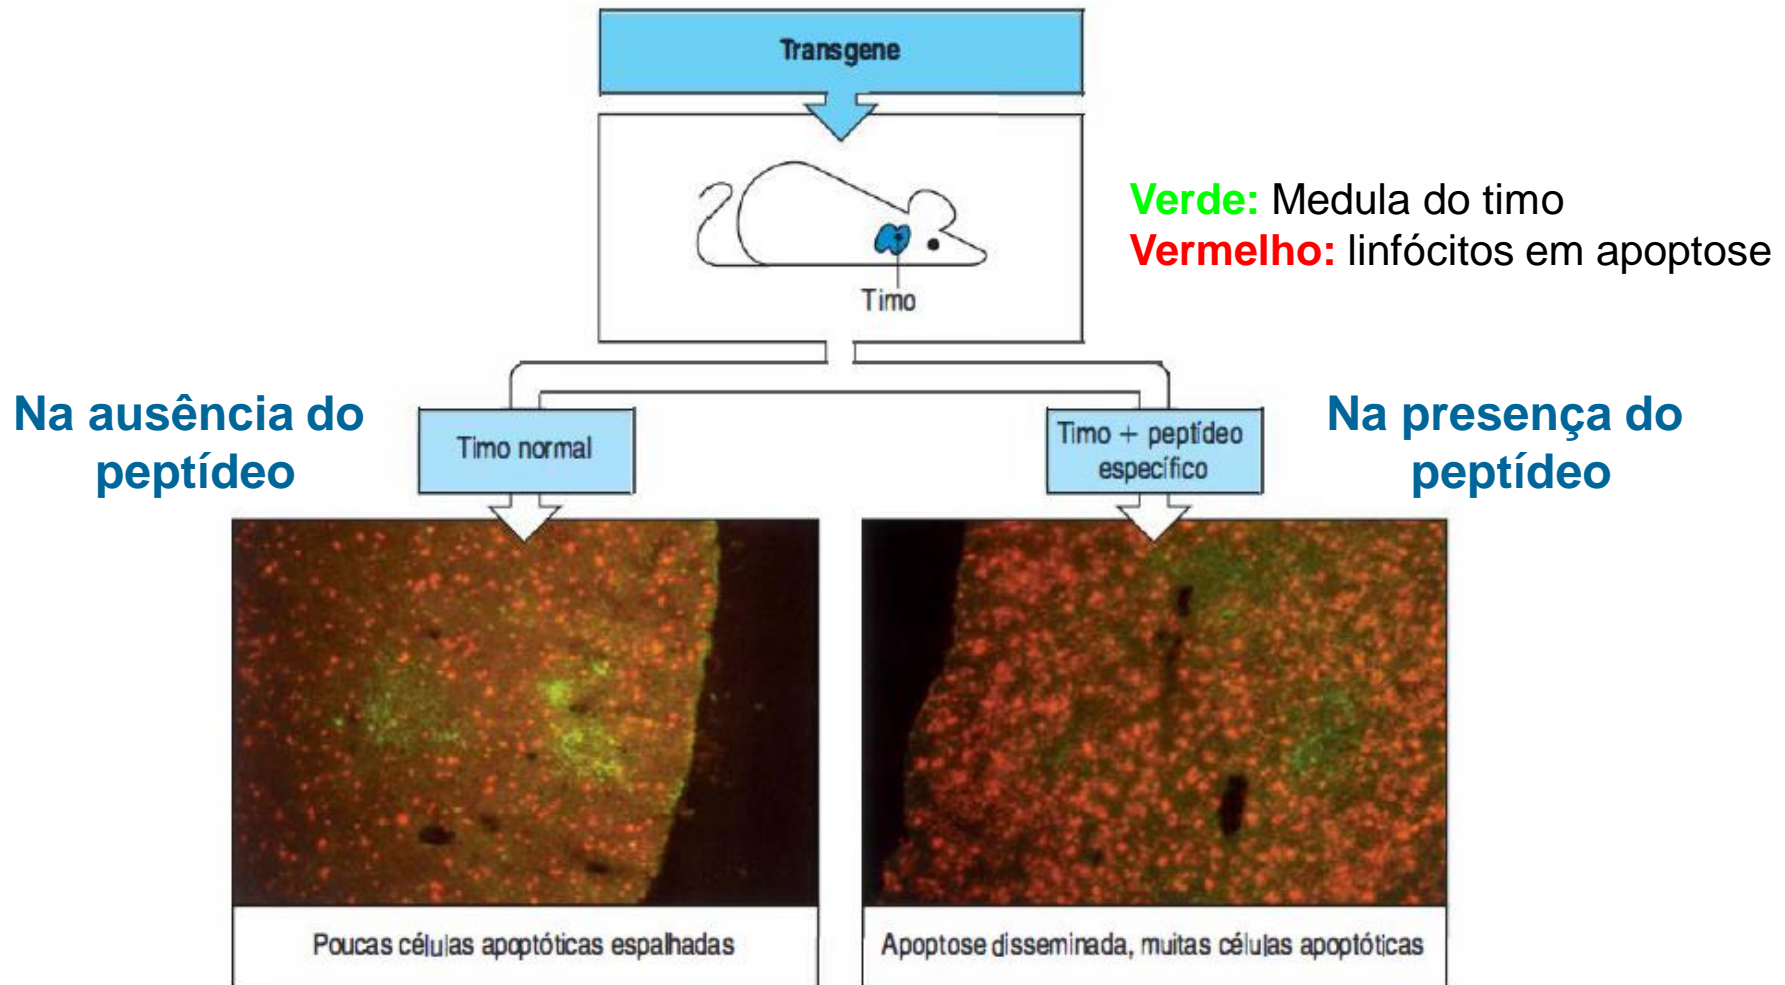 Transgene
Verde: Medula do timo
Vermelho: linfócitos em apoptose
Timo
Na ausência do
peptídeo
Timo normal
Timo + peptídeo
específico
Na presença do
peptídeo
Poucas células apoptóticas espalhadas
Apoptose disseminada, muitas células apoptóticas